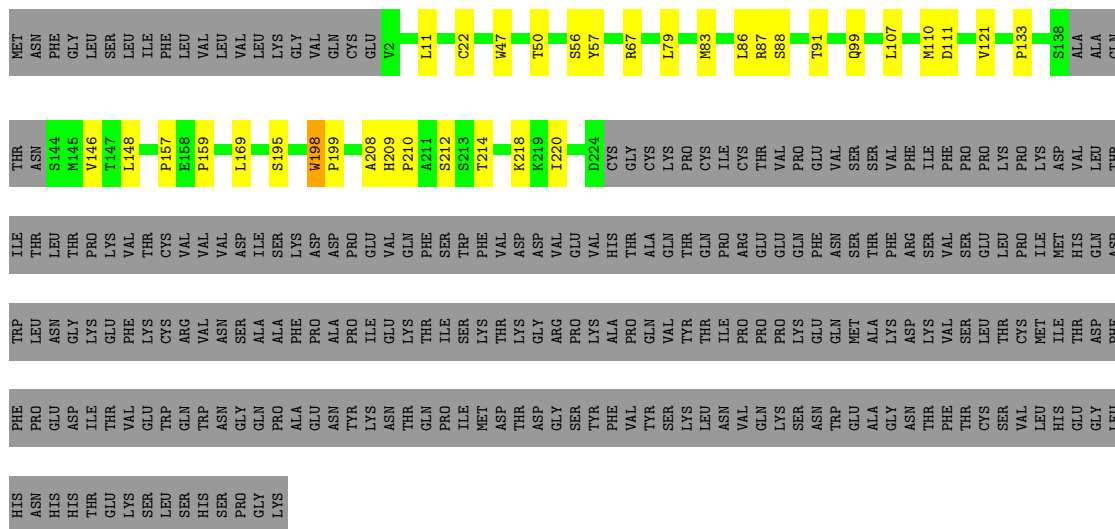 MET ASN PHE GLY LEU SER LEU ILE PHE LEU VAL LEU VAL LEU LYS GLY VAL GLN CYS GLU V2 L11 C22 W47 T50 S56 Y57 R67 L79 M83 L86 R87 S88 T91 Q99 L107 M110 D111 V121 P133 S138 ALA ALA GLN
THR ASN S144 M145 V146 T147 L148 P157 E158 P159 L169 S195 W198 P199 A208 H209 P210 A211 S212 S213 T214 K218 K219 I220 D224 CYS GLY CYS LYS PRO CYS ILE CYS THR VAL PRO GLU VAL SER SER VAL PHE ILE PHE PRO PRO LYS PRO LYS ASP VAL LEU THR
ILE THR LEU THR PRO LYS VAL THR CYS VAL VAL VAL ASP ILE SER LYS ASP ASP PRO GLU VAL GLN PHE SER TRP PHE VAL ASP ASP VAL GLU VAL HIS THR ALA GLN THR GLN PRO ARG GLU GLU GLN PHE ASN SER THR PHE ARG SER VAL SER GLU LEU PRO ILE MET HIS GLN ASP
TRP LEU ASN GLY LYS GLU PHE LYS CYS ARG VAL ASN SER ALA ALA PHE PRO ALA PRO ILE GLU LYS THR ILE SER LYS THR LYS GLY ARG PRO LYS ALA PRO GLN VAL TYR THR ILE PRO PRO PRO LYS GLU GLN MET ALA LYS ASP LYS VAL SER LEU THR CYS MET ILE THR ASP PHE
PHE PRO GLU ASP ILE THR VAL GLU TRP GLN TRP ASN GLY GLN PRO ALA GLU ASN TYR LYS ASN THR GLN PRO ILE MET ASP THR ASP GLY SER TYR PHE VAL TYR SER LYS LEU ASN VAL GLN LYS SER ASN TRP GLU ALA GLY ASN THR PHE THR CYS SER VAL LEU HIS GLU GLY LEU
HIS ASN HIS HIS THR GLU LYS SER LEU SER HIS SER PRO GLY LYS